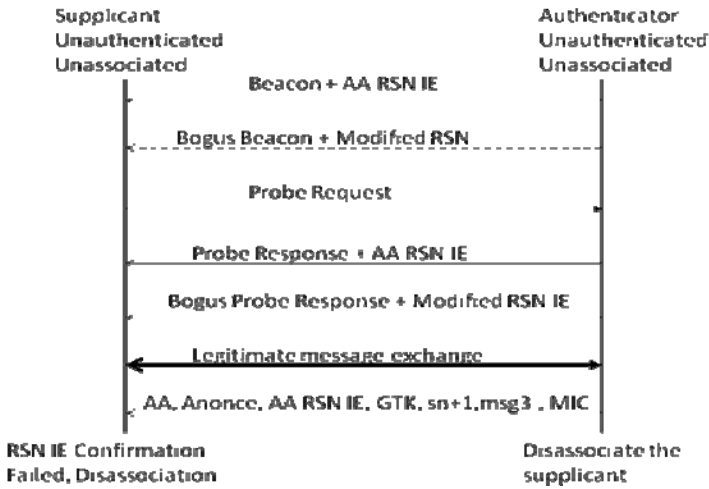 Supplicant
Unauthenticated
Unassociated
Authenticator
Unauthenticated
Unassociated
Beacon + AA RSN IE
Bogus Beacon + Modified RSN
Probe Request
Probe Response + AA RSN IE
Bogus Probe Response + Modified RSN IE
Legitimate message exchange
AA, Anonce, AA RSN IE, GTK, sn+1,msg3 , MIC
RSN IE Confirmation
Failed, Disassociation
Disassociate the
supplicant